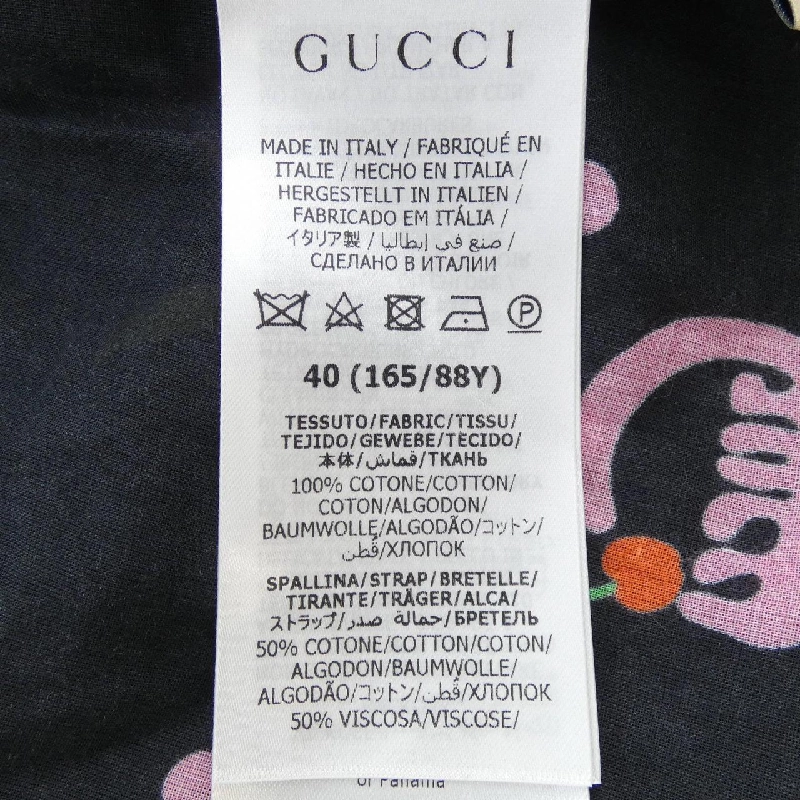 GUCCI
MADE IN ITALY / FABRIQUÉ EN
ITALIE / HECHO EN ITALIA /
HERGESTELLT IN ITALIEN /
FABRICADO EM ITÁLIA /
イタリア製 / صنع في إيطاليا /
СДЕЛАНО В ИТАЛИИ
P
40 (165/88Y)
TESSUTO/FABRIC/TISSU/
TEJIDO/GEWEBE/TECIDO/
本体/قماش/ТКАНЬ
100% COTONE/COTTON/
COTON/ALGODON/
BAUMWOLLE/ALGODÃO/コットン/
قُطن/ХЛОПОК
SPALLINA/STRAP/BRETELLE/
TIRANTE/TRÄGER/ALCA/
ストラップ/حمالة صدر/БРЕТЕЛЬ
50% COTONE/COTTON/COTON/
ALGODON/BAUMWOLLE/
ALGODÃO/コットン/قُطن/ХЛОПОК
50% VISCOSA/VISCOSE/
of Panama